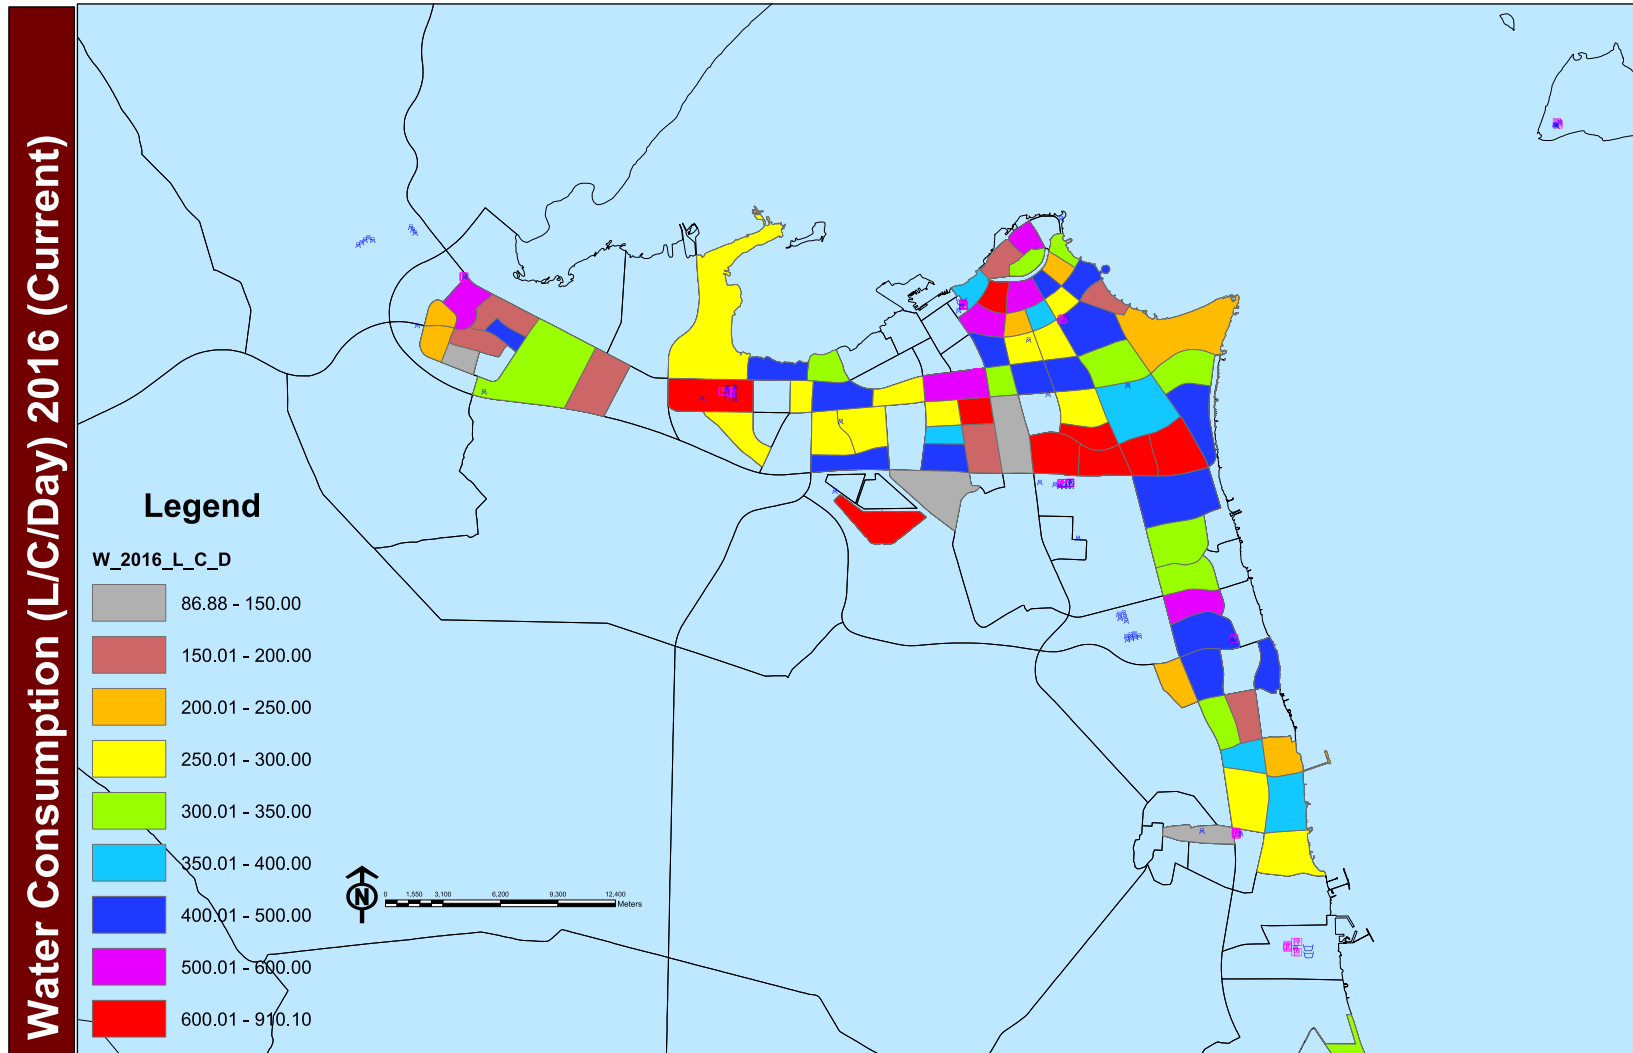 Water Consumption (L/C/Day) 2016 (Current)
Legend
W_2016_L_C_D
86.88 - 150.00
150.01 - 200.00
200.01 - 250.00
250.01 - 300.00
300.01 - 350.00
350.01 - 400.00
400.01 - 500.00
500.01 - 600.00
600.01 - 910.10
N
0 1,550 3,100 6,200 9,300 12,400
Meters